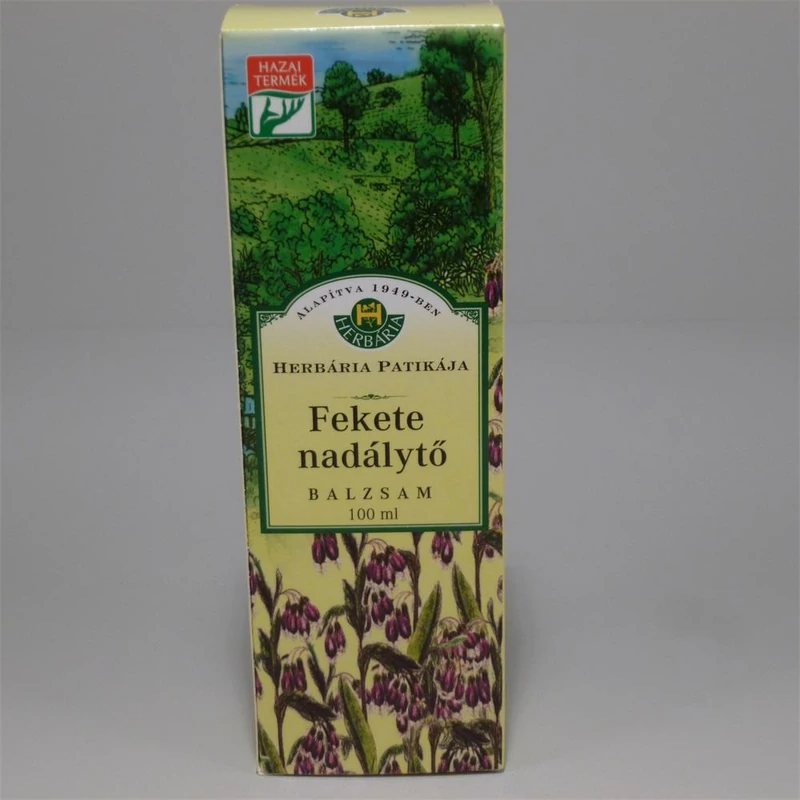 HAZAI
TERMÉK
ALAPÍTVA 1949-BEN
H
HERBÁRIA
HERBÁRIA PATIKÁJA
Fekete
nadálytő
BALZSAM
100 ml